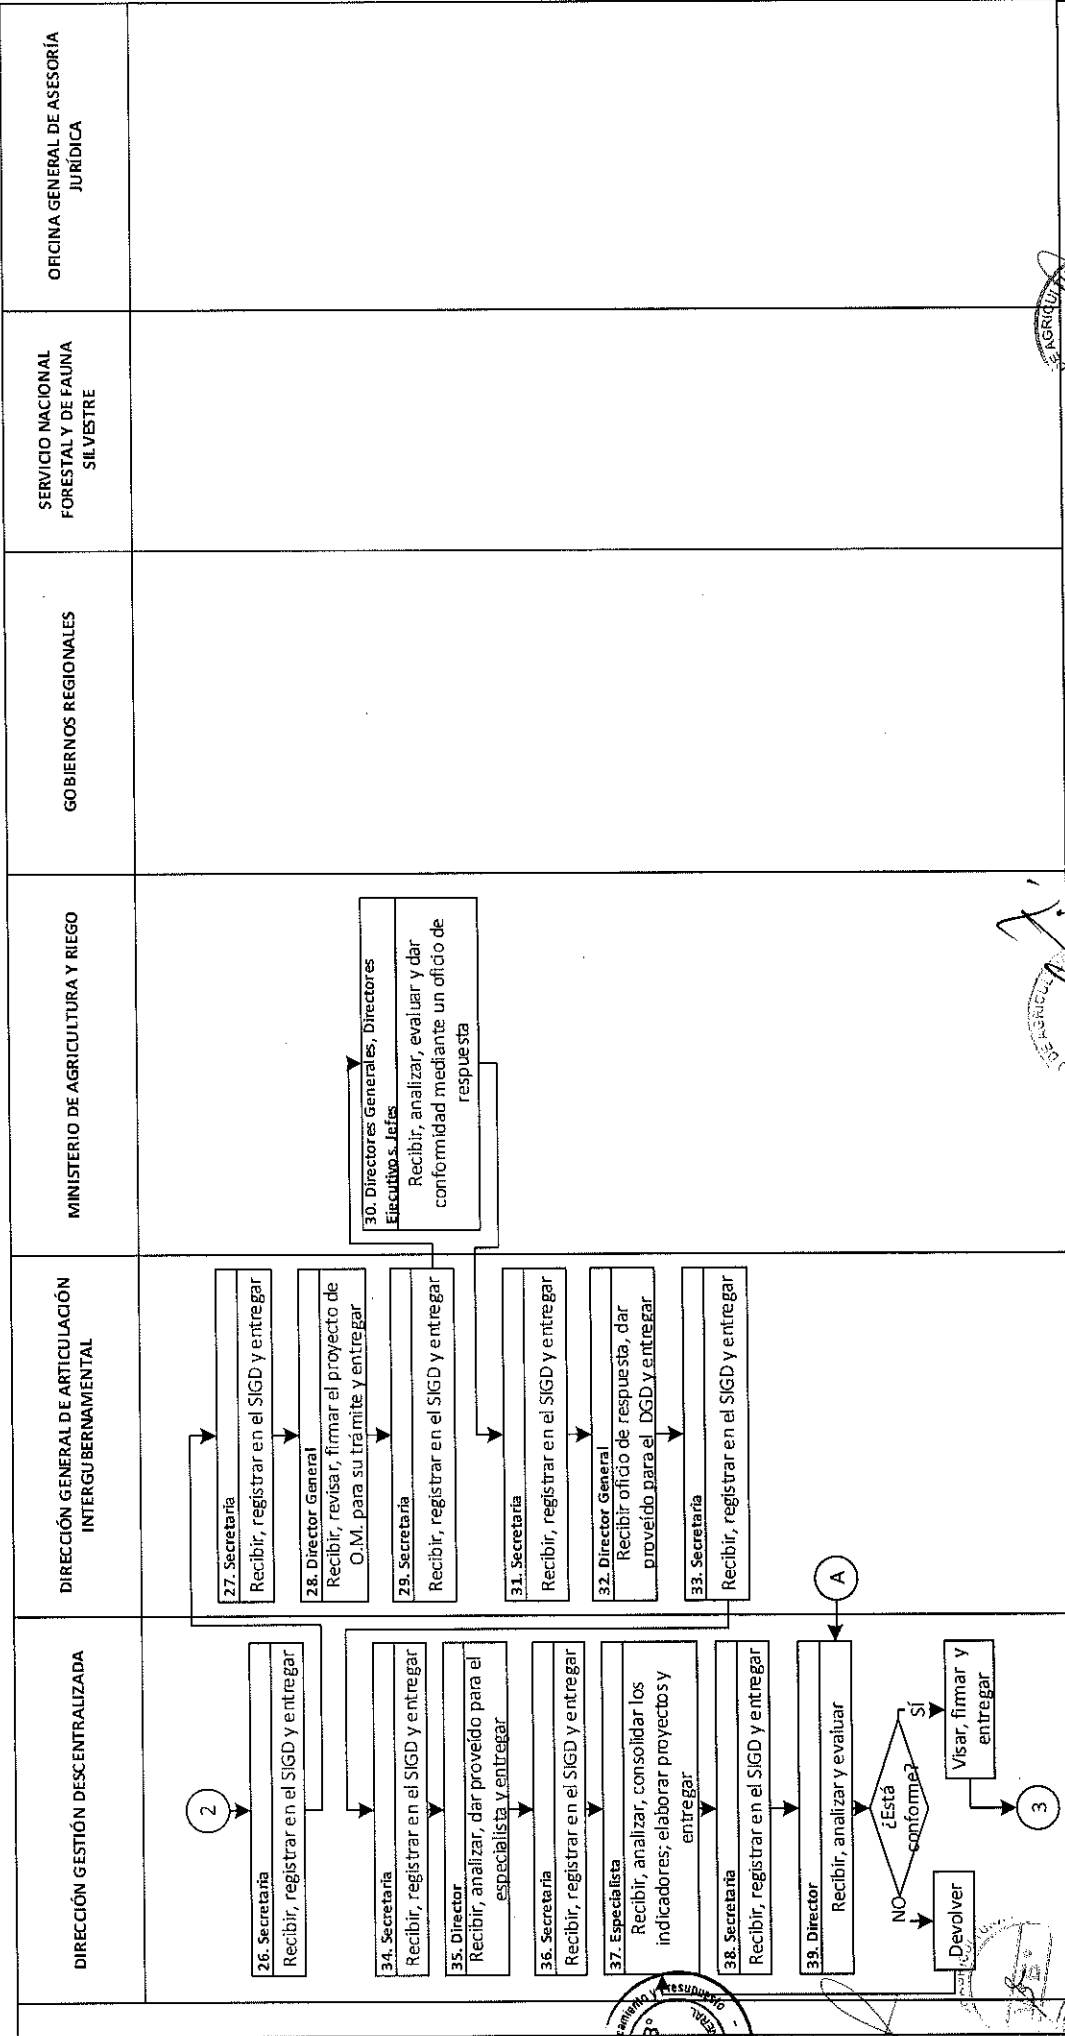 DIRECCIÓN GESTIÓN DESCENTRALIZADA
DIRECCIÓN GENERAL DE ARTICULACIÓN
INTERGUBERNAMENTAL
MINISTERIO DE AGRICULTURA Y RIEGO
GOBIERNOS REGIONALES
SERVICIO NACIONAL
FORESTAL Y DE FAUNA
SILVESTRE
OFICINA GENERAL DE ASESORÍA
JURÍDICA
2
26. Secretaria
Recibir, registrar en el SIGD y entregar
27. Secretaria
Recibir, registrar en el SIGD y entregar
28. Director General
Recibir, revisar, firmar el proyecto de
O.M. para su trámite y entregar
29. Secretaria
Recibir, registrar en el SIGD y entregar
30. Directores Generales, Directores
Ejecutivos, Jefes
Recibir, analizar, evaluar y dar
conformidad mediante un oficio de
respuesta
31. Secretaria
Recibir, registrar en el SIGD y entregar
32. Director General
Recibir oficio de respuesta, dar
proveído para el DGD y entregar
33. Secretaria
Recibir, registrar en el SIGD y entregar
34. Secretaria
Recibir, registrar en el SIGD y entregar
35. Director
Recibir, analizar, dar proveído para el
especialista y entregar
36. Secretaria
Recibir, registrar en el SIGD y entregar
37. Especialista
Recibir, analizar, consolidar los
indicadores; elaborar proyectos y
entregar
38. Secretaria
Recibir, registrar en el SIGD y entregar
A
39. Director
Recibir, analizar y evaluar
¿Está
conforme?
NO
SÍ
Devolver
Visar, firmar y
entregar
3
y Presupuesto
DE AGRICUL
AGRICUL